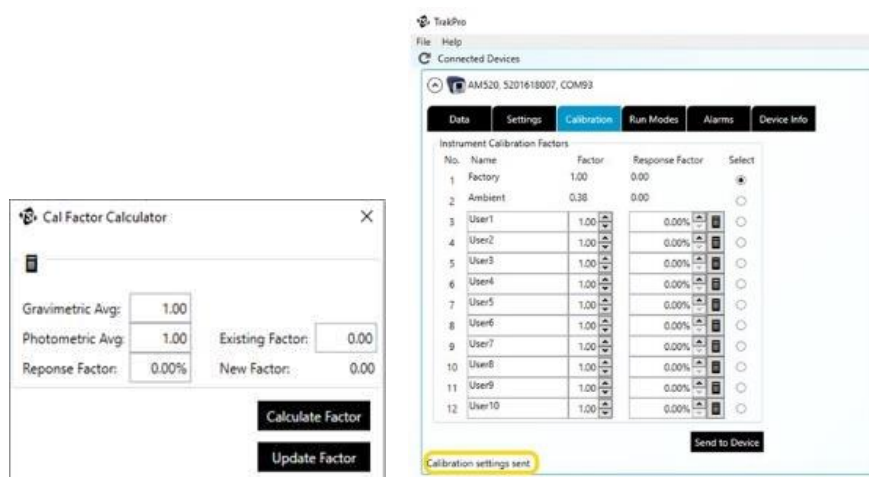 Cal Factor Calculator
Gravimetric Avg: 1.00
Photometric Avg: 1.00 Existing Factor: 0.00
Reponse Factor: 0.00% New Factor: 0.00
Calculate Factor
Update Factor
TrakPro
File Help
Connected Devices
AM520, 5201618007, COM93
Data Settings Calibration Run Modes Alarms Device Info
Instrument Calibration Factors
No. Name Factor Response Factor Select
1 Factory 1.00 0.00
2 Ambient 0.38 0.00
3 User1 1.00 0.00%
4 User2 1.00 0.00%
5 User3 1.00 0.00%
6 User4 1.00 0.00%
7 User5 1.00 0.00%
8 User6 1.00 0.00%
9 User7 1.00 0.00%
10 User8 1.00 0.00%
11 User9 1.00 0.00%
12 User10 1.00 0.00%
Send to Device
Calibration settings sent